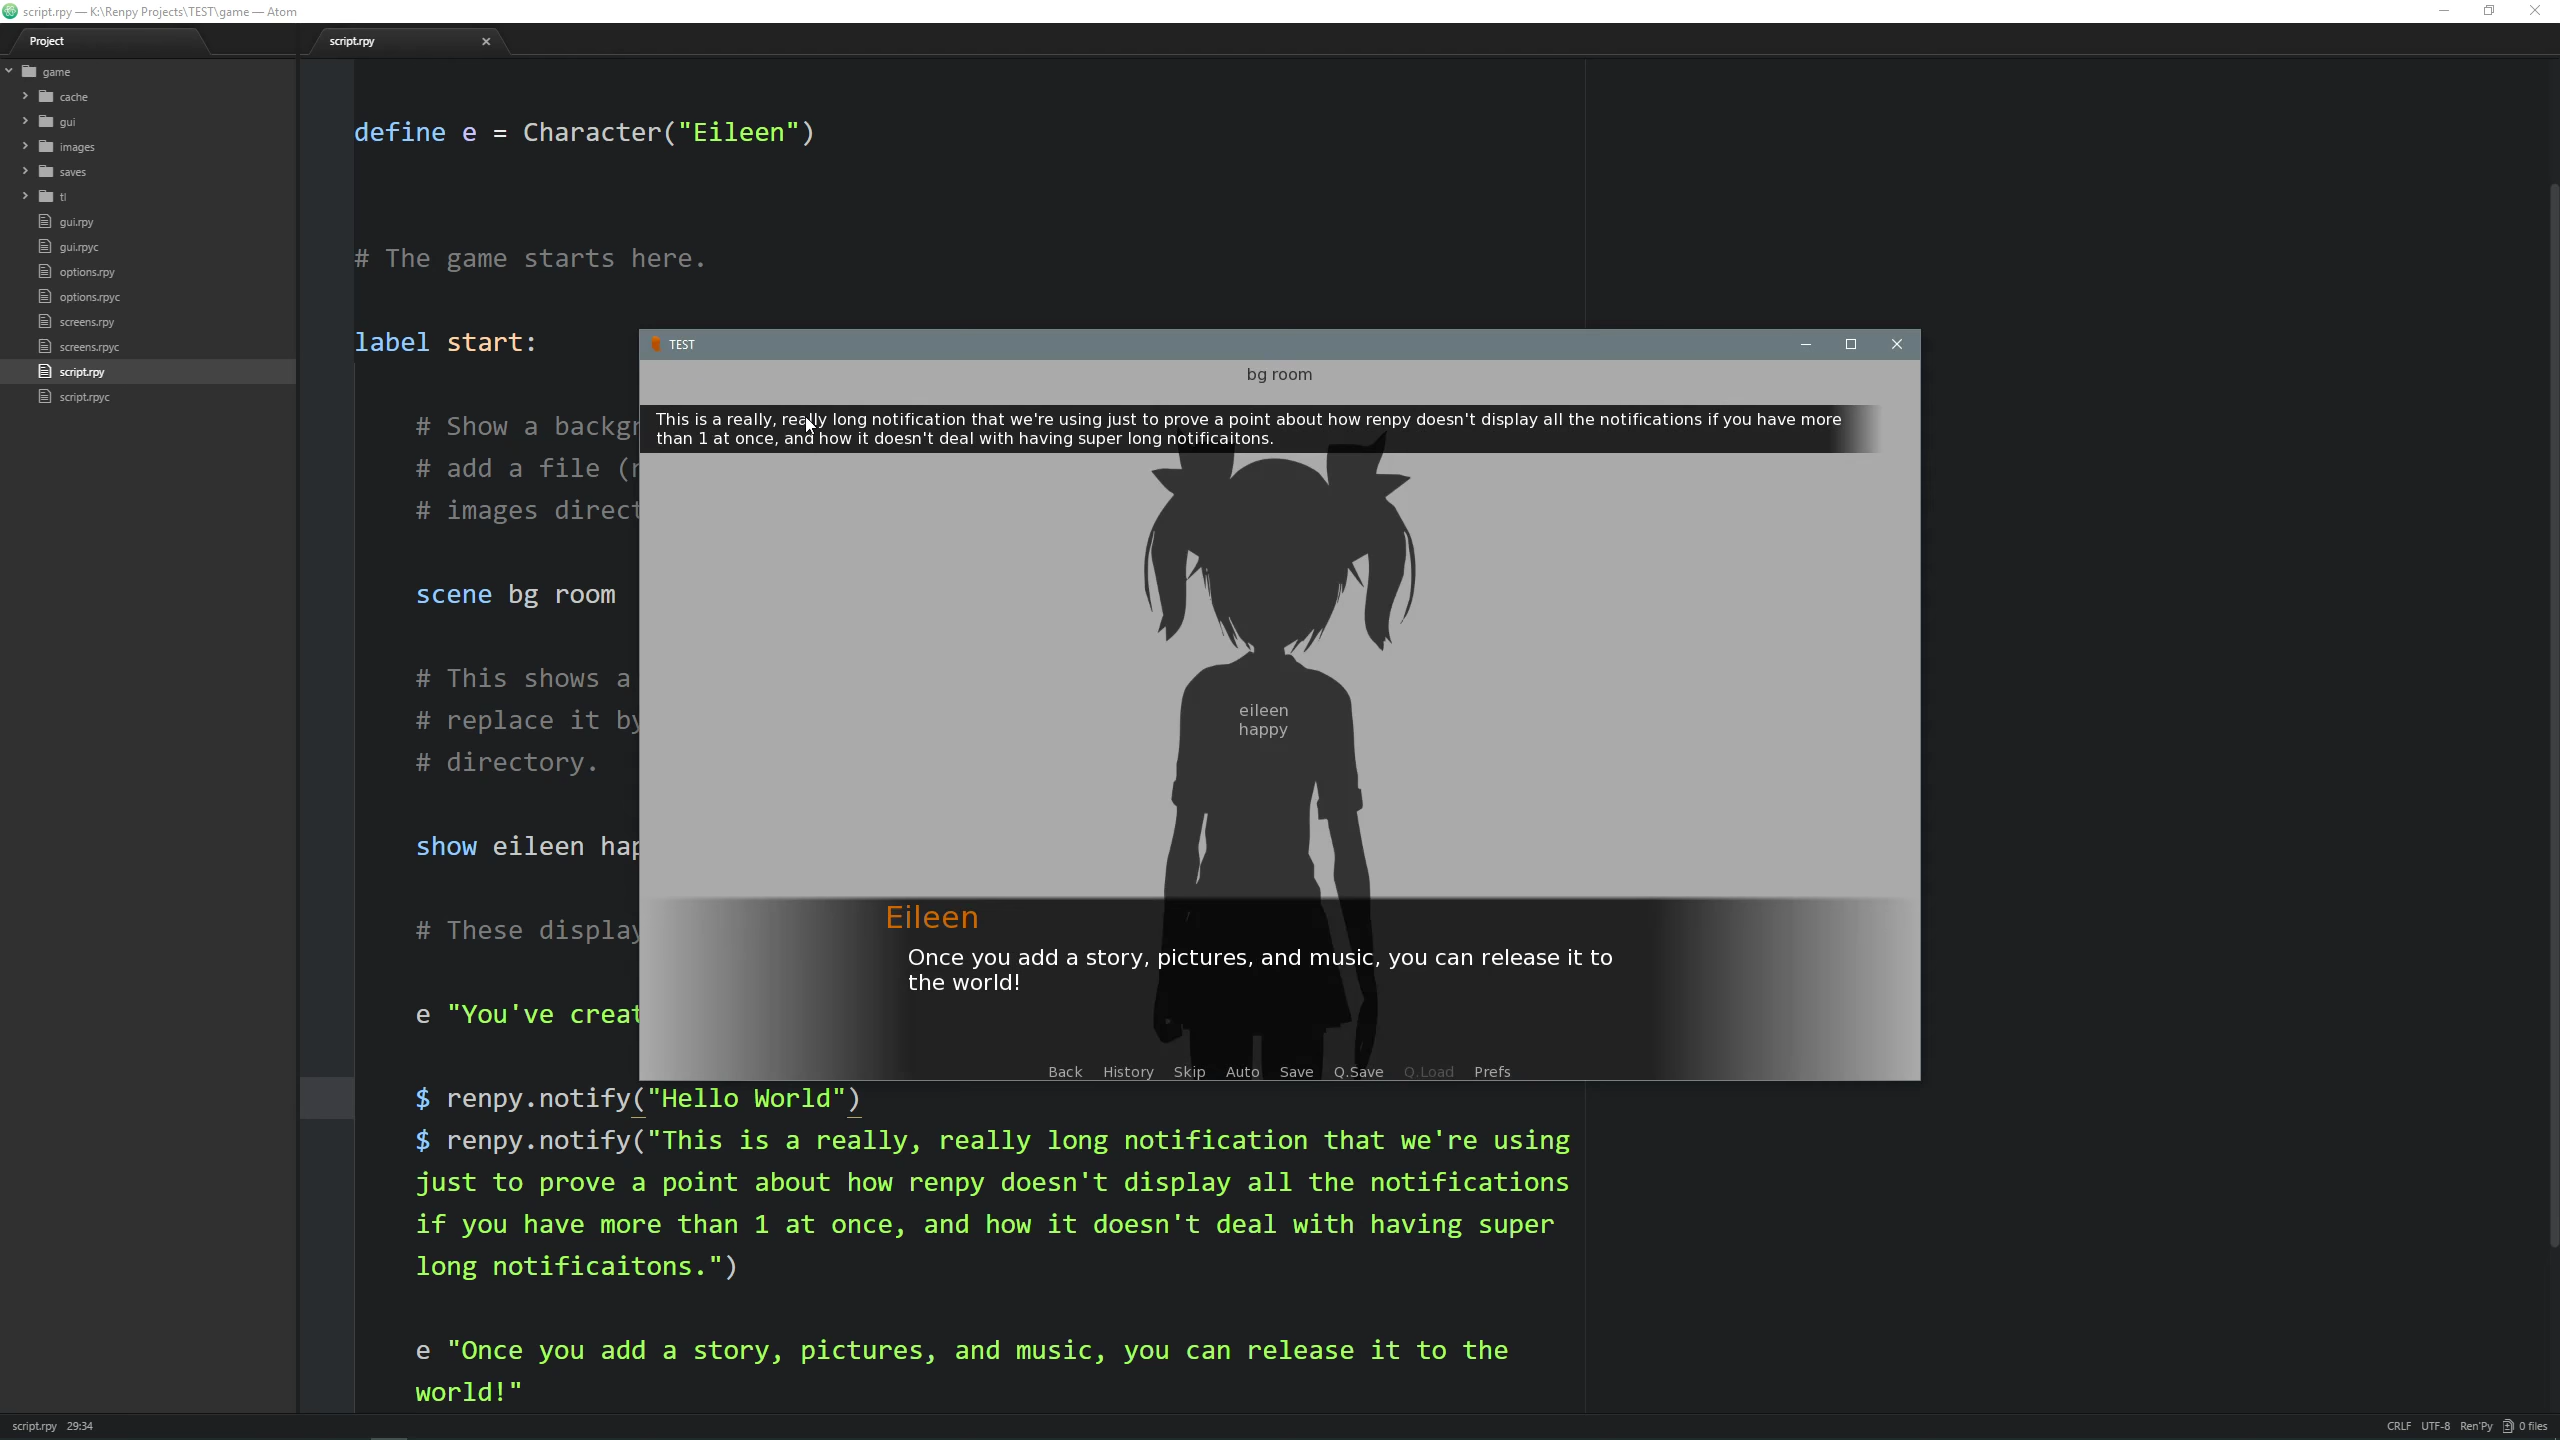 script.rpy — K:\Renpy Projects\TEST\game — Atom
Project
script.rpy
game
cache
gui
images
saves
tl
gui.rpy
gui.rpyc
options.rpy
options.rpyc
screens.rpy
screens.rpyc
script.rpy
script.rpyc
define e = Character("Eileen")
# The game starts here.
label start:
# Show a backgr
# add a file (r
# images direct
scene bg room
# This shows a
# replace it by
# directory.
show eileen hap
# These display
e "You've creat
$ renpy.notify("Hello World")
$ renpy.notify("This is a really, really long notification that we're using
just to prove a point about how renpy doesn't display all the notifications
if you have more than 1 at once, and how it doesn't deal with having super
long notificaitons.")
e "Once you add a story, pictures, and music, you can release it to the
world!"
TEST
bg room
This is a really, really long notification that we're using just to prove a point about how renpy doesn't display all the notifications if you have more
than 1 at once, and how it doesn't deal with having super long notificaitons.
eileen
happy
Eileen
Once you add a story, pictures, and music, you can release it to
the world!
Back History Skip Auto Save Q.Save Q.Load Prefs
script.rpy 29:34
CRLF UTF-8 Ren'Py 0 files